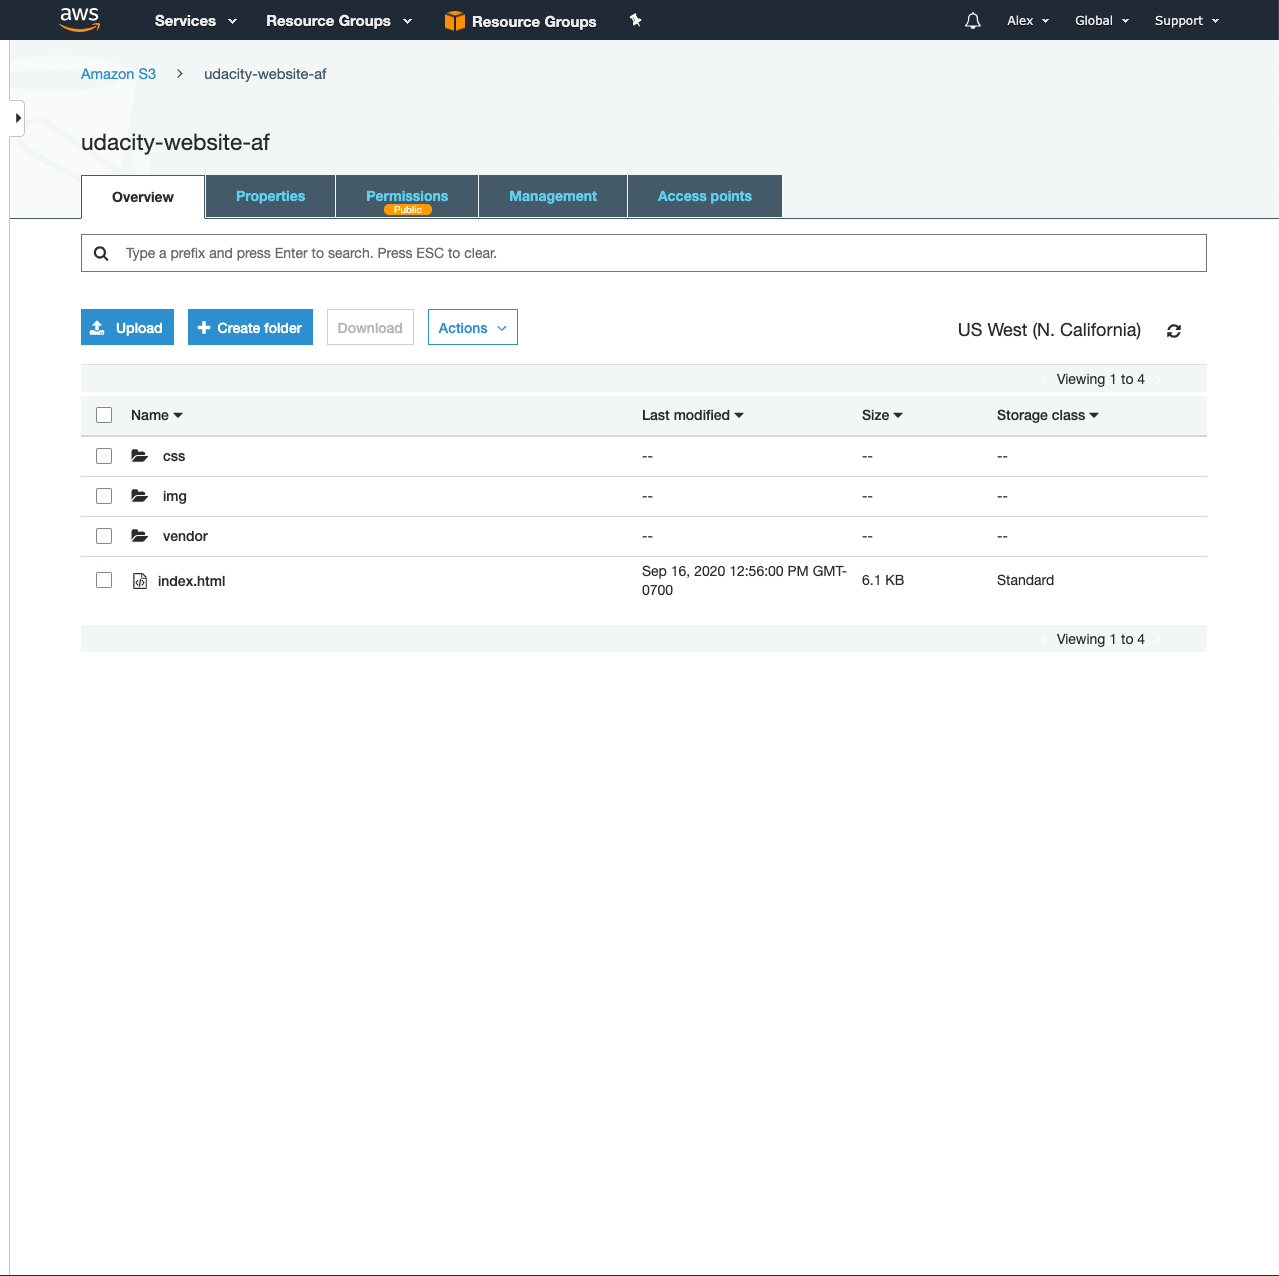 aws Services Resource Groups Resource Groups Alex Global Support
Amazon S3 > udacity-website-af
udacity-website-af
Overview Properties Permissions Management Access points
Public
Type a prefix and press Enter to search. Press ESC to clear.
Upload Create folder Download Actions US West (N. California)
Viewing 1 to 4
Name Last modified Size Storage class
css -- -- --
img -- -- --
vendor -- -- --
index.html Sep 16, 2020 12:56:00 PM GMT- 6.1 KB Standard
0700
Viewing 1 to 4